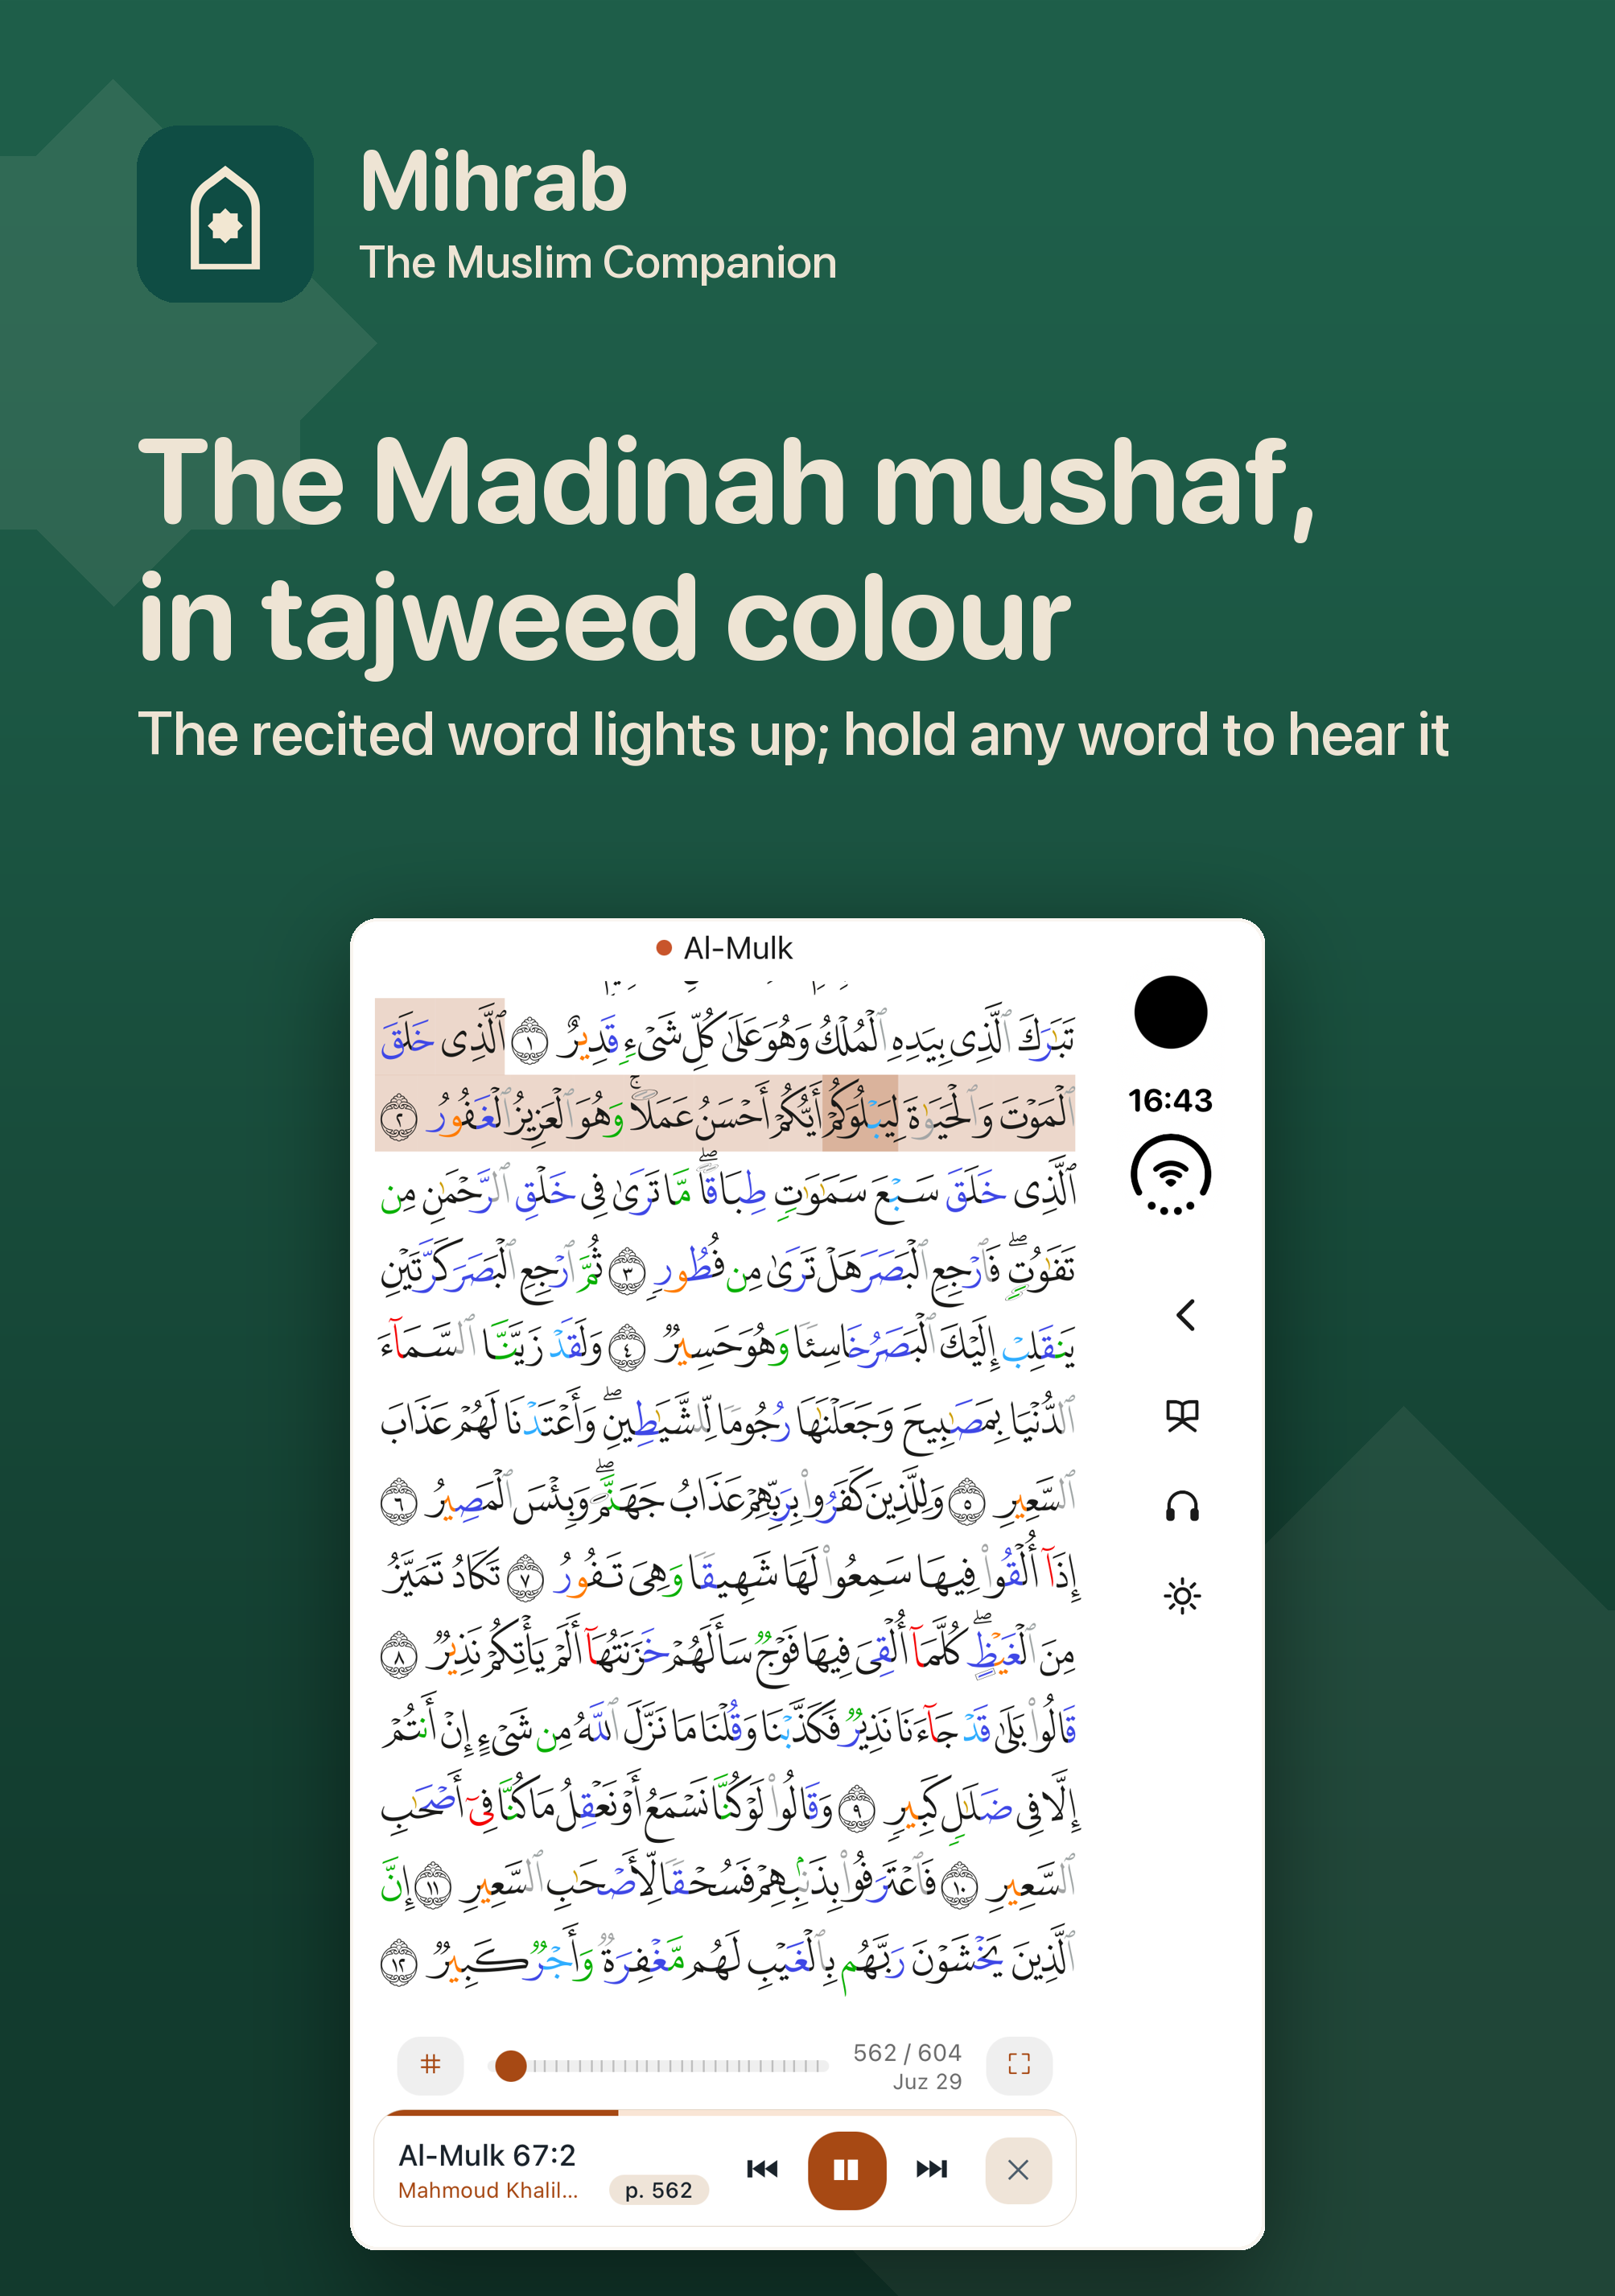 Mihrab
The Muslim Companion
The Madinah mushaf,
in tajweed colour
The recited word lights up; hold any word to hear it
Al-Mulk
تَبَٰرَكَ ٱلَّذِى بِيَدِهِ ٱلْمُلْكُ وَهُوَ عَلَىٰ كُلِّ شَىْءٍ قَدِيرٌ ١ ٱلَّذِى خَلَقَ
ٱلْمَوْتَ وَٱلْحَيَوٰةَ لِيَبْلُوَكُمْ أَيُّكُمْ أَحْسَنُ عَمَلًا ۚ وَهُوَ ٱلْعَزِيزُ ٱلْغَفُورُ ٢
ٱلَّذِى خَلَقَ سَبْعَ سَمَٰوَٰتٍ طِبَاقًا ۖ مَّا تَرَىٰ فِى خَلْقِ ٱلرَّحْمَٰنِ مِن
تَفَٰوُتٍ ۖ فَٱرْجِعِ ٱلْبَصَرَ هَلْ تَرَىٰ مِن فُطُورٍ ٣ ثُمَّ ٱرْجِعِ ٱلْبَصَرَ كَرَّتَيْنِ
يَنقَلِبْ إِلَيْكَ ٱلْبَصَرُ خَاسِئًا وَهُوَ حَسِيرٌ ٤ وَلَقَدْ زَيَّنَّا ٱلسَّمَآءَ
ٱلدُّنْيَا بِمَصَٰبِيحَ وَجَعَلْنَٰهَا رُجُومًا لِّلشَّيَٰطِينِ ۖ وَأَعْتَدْنَا لَهُمْ عَذَابَ
ٱلسَّعِيرِ ٥ وَلِلَّذِينَ كَفَرُوا۟ بِرَبِّهِمْ عَذَابُ جَهَنَّمَ ۖ وَبِئْسَ ٱلْمَصِيرُ ٦
إِذَآ أُلْقُوا۟ فِيهَا سَمِعُوا۟ لَهَا شَهِيقًا وَهِىَ تَفُورُ ٧ تَكَادُ تَمَيَّزُ
مِنَ ٱلْغَيْظِ ۖ كُلَّمَآ أُلْقِىَ فِيهَا فَوْجٌ سَأَلَهُمْ خَزَنَتُهَآ أَلَمْ يَأْتِكُمْ نَذِيرٌ ٨
قَالُوا۟ بَلَىٰ قَدْ جَآءَنَا نَذِيرٌ فَكَذَّبْنَا وَقُلْنَا مَا نَزَّلَ ٱللَّهُ مِن شَىْءٍ إِنْ أَنتُمْ
إِلَّا فِى ضَلَٰلٍ كَبِيرٍ ٩ وَقَالُوا۟ لَوْ كُنَّا نَسْمَعُ أَوْ نَعْقِلُ مَا كُنَّا فِىٓ أَصْحَٰبِ
ٱلسَّعِيرِ ١٠ فَٱعْتَرَفُوا۟ بِذَنۢبِهِمْ فَسُحْقًا لِّأَصْحَٰبِ ٱلسَّعِيرِ ١١ إِنَّ
ٱلَّذِينَ يَخْشَوْنَ رَبَّهُم بِٱلْغَيْبِ لَهُم مَّغْفِرَةٌ وَأَجْرٌ كَبِيرٌ ١٢
16:43
562 / 604
Juz 29
Al-Mulk 67:2
Mahmoud Khalil...
p. 562